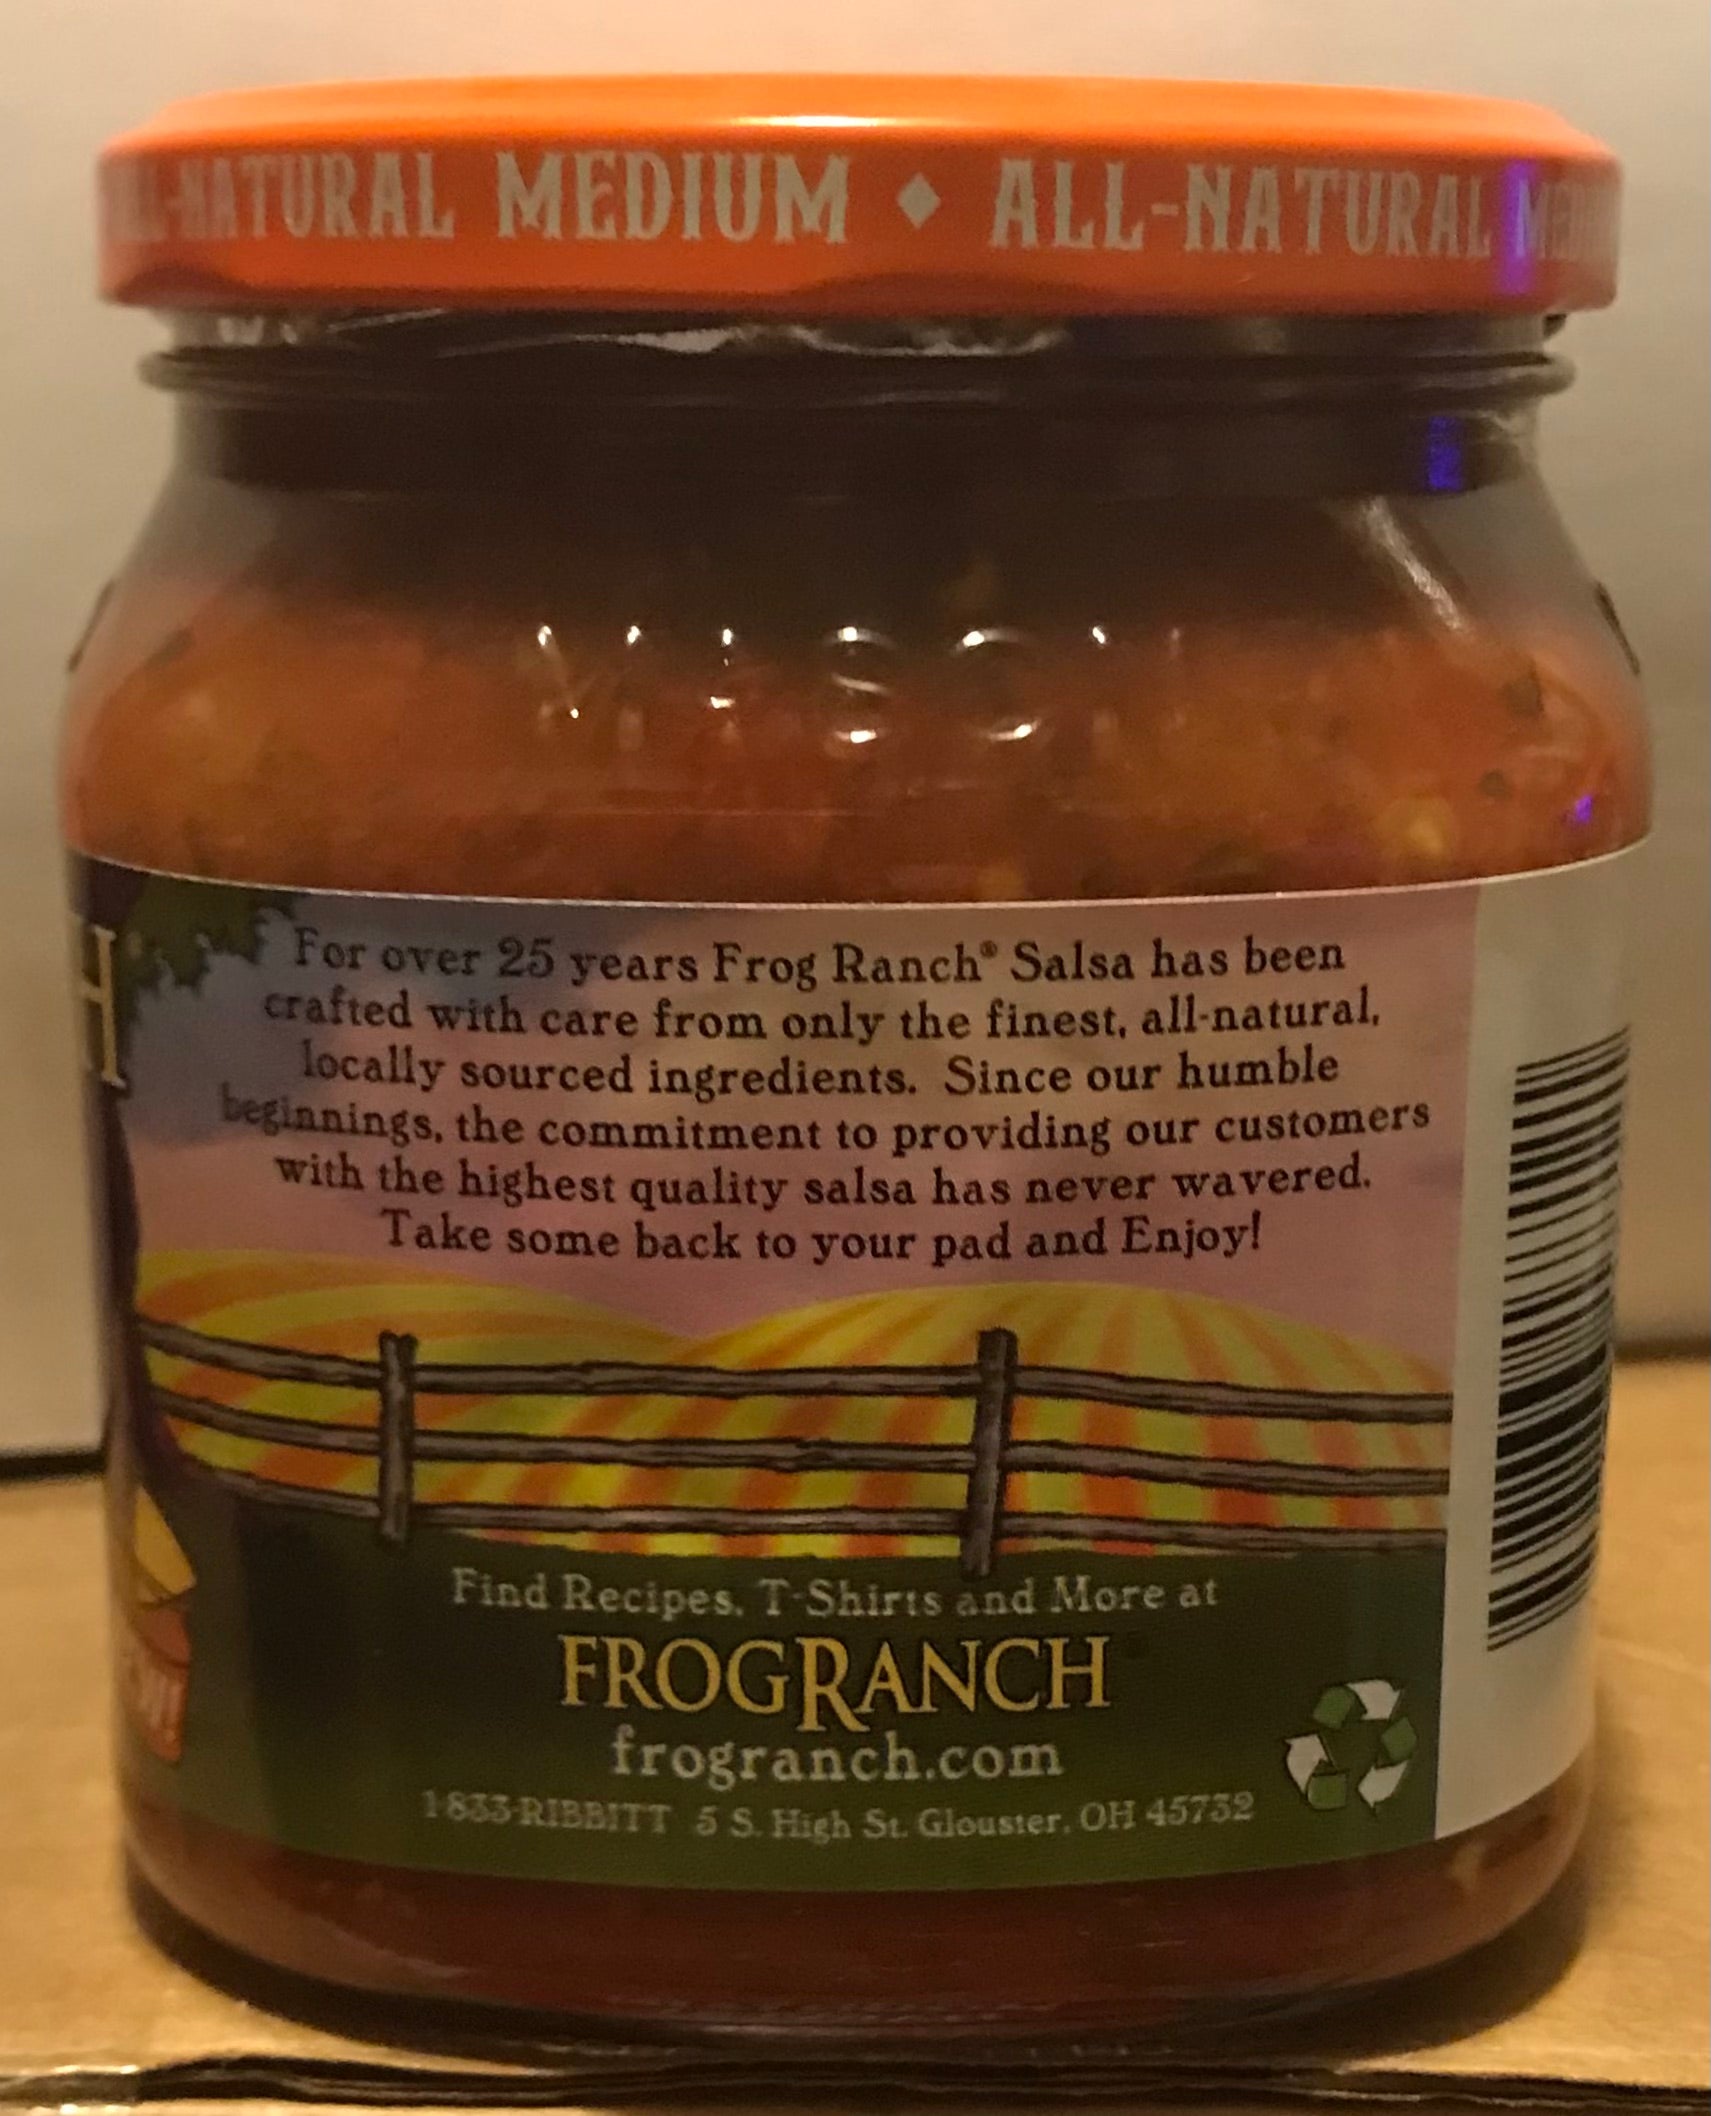 ALL-NATURAL MEDIUM ♦ ALL-NATURAL MEDIUM
H
For over 25 years Frog Ranch® Salsa has been
crafted with care from only the finest, all-natural,
locally sourced ingredients. Since our humble
beginnings, the commitment to providing our customers
with the highest quality salsa has never wavered.
Take some back to your pad and Enjoy!
Find Recipes, T-Shirts and More at
FROGRANCH
frogranch.com
1-833-RIBBITT 5 S. High St. Glouster, OH 45732